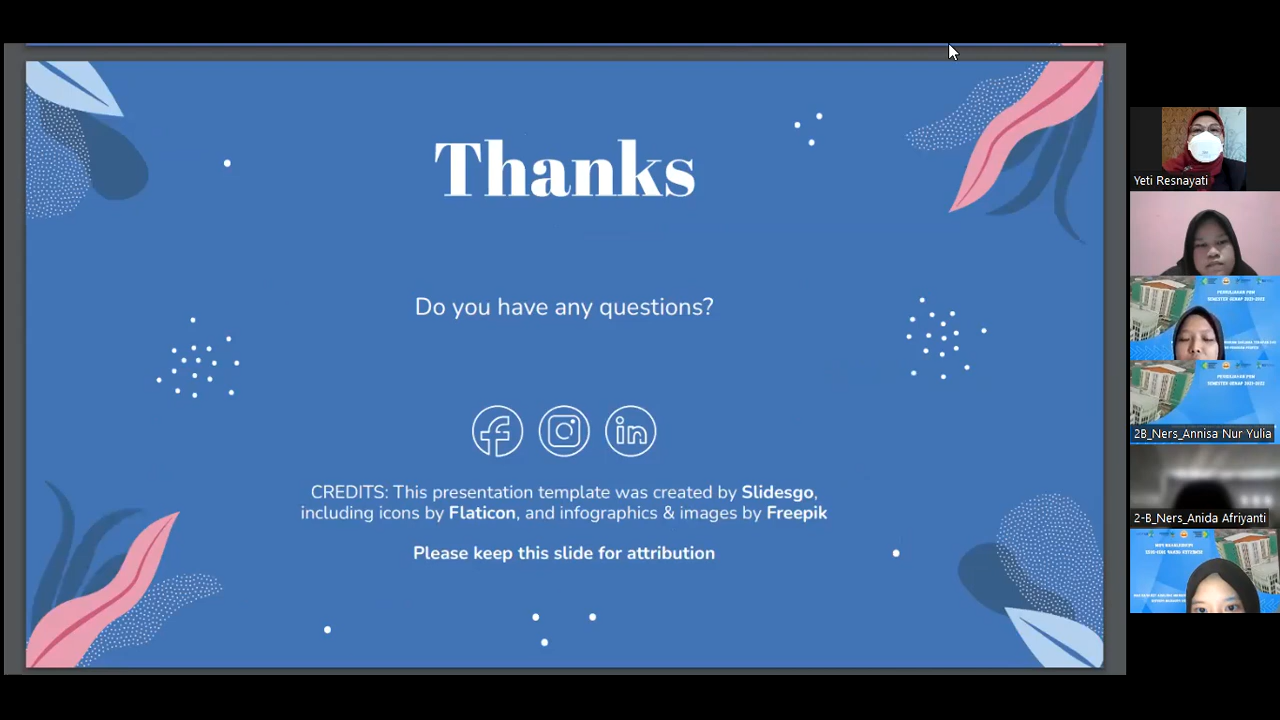 Thanks
Do you have any questions?
CREDITS: This presentation template was created by Slidesgo,
including icons by Flaticon, and infographics & images by Freepik
Please keep this slide for attribution
Yeti Resnayati
2B_Ners_Annisa Nur Yulia
2-B_Ners_Anida Afriyanti